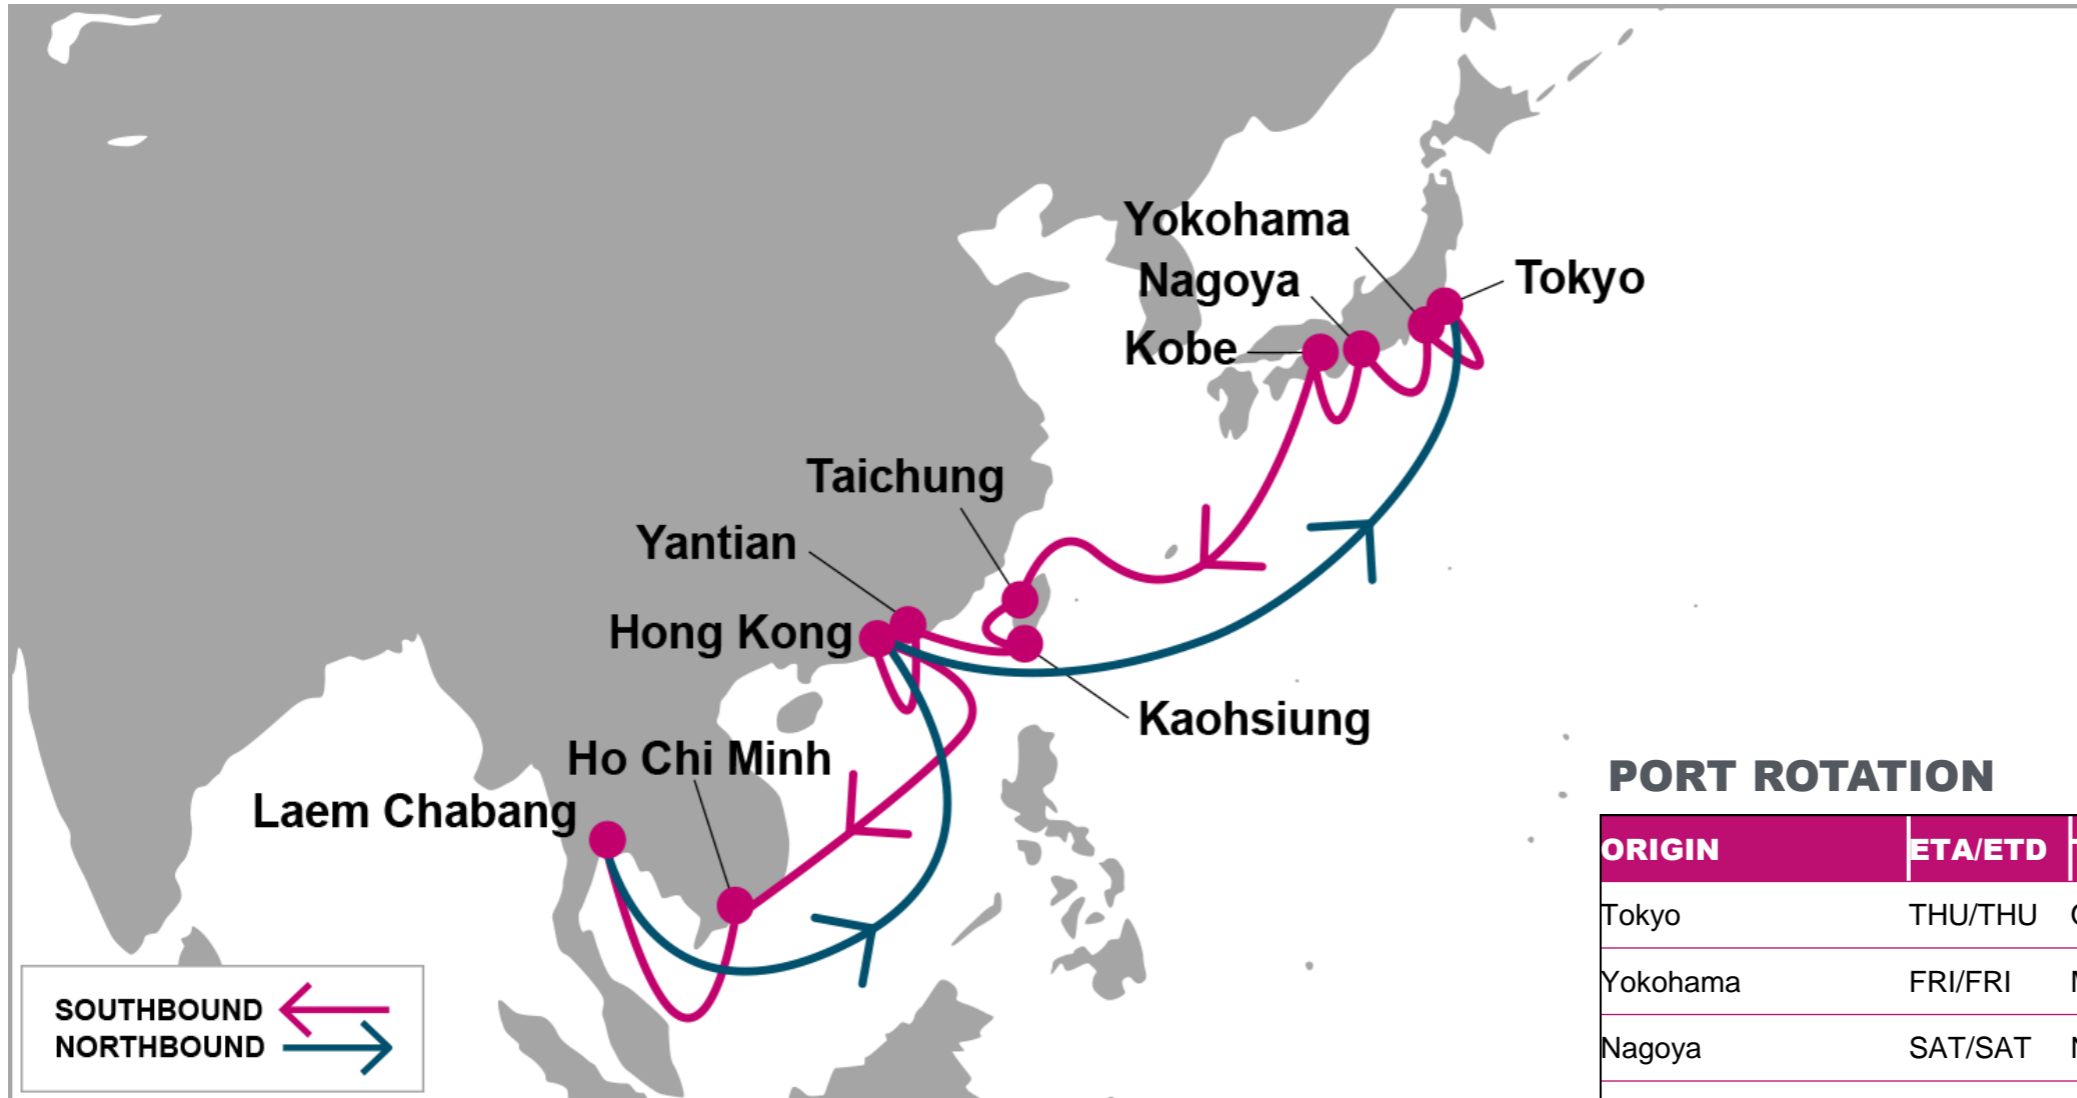 Yokohama
Nagoya
Tokyo
Kobe
Taichung
Yantian
Hong Kong
Kaohsiung
Ho Chi Minh
Laem Chabang
SOUTHBOUND
NORTHBOUND
PORT ROTATION
ORIGIN ETA/ETD
Tokyo THU/THU
Yokohama FRI/FRI
Nagoya SAT/SAT